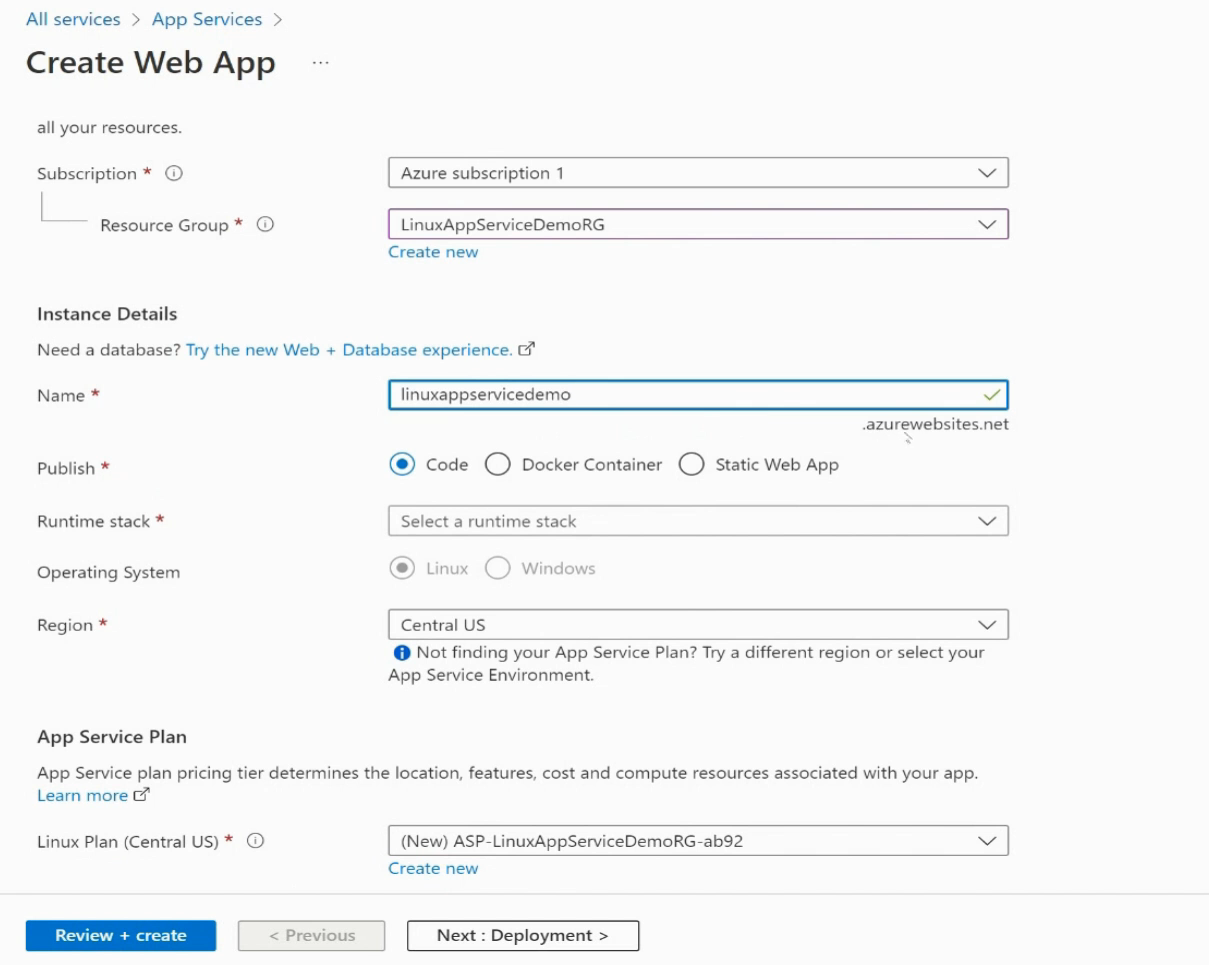 All services > App Services >
Create Web App ...
all your resources.
Subscription *
Azure subscription 1
Resource Group *
LinuxAppServiceDemoRG
Create new
Instance Details
Need a database? Try the new Web + Database experience.
Name *
linuxappservicedemo
.azurewebsites.net
Publish *
Code Docker Container Static Web App
Runtime stack *
Select a runtime stack
Operating System
Linux Windows
Region *
Central US
Not finding your App Service Plan? Try a different region or select your
App Service Environment.
App Service Plan
App Service plan pricing tier determines the location, features, cost and compute resources associated with your app.
Learn more
Linux Plan (Central US) *
(New) ASP-LinuxAppServiceDemoRG-ab92
Create new
Review + create
< Previous
Next : Deployment >